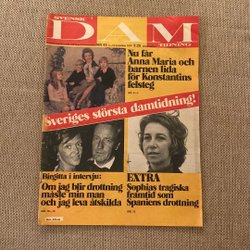 SVENSK
DAM
TIDNING
Nu får
Anna Maria och
barnen lida
för Konstantins
felsteg
Sveriges största damtidning!
Birgitta i intervju:
Om jag blir drottning
måste min man
och jag leva åtskilda
EXTRA
Sophias tragiska
framtid som
Spaniens drottning